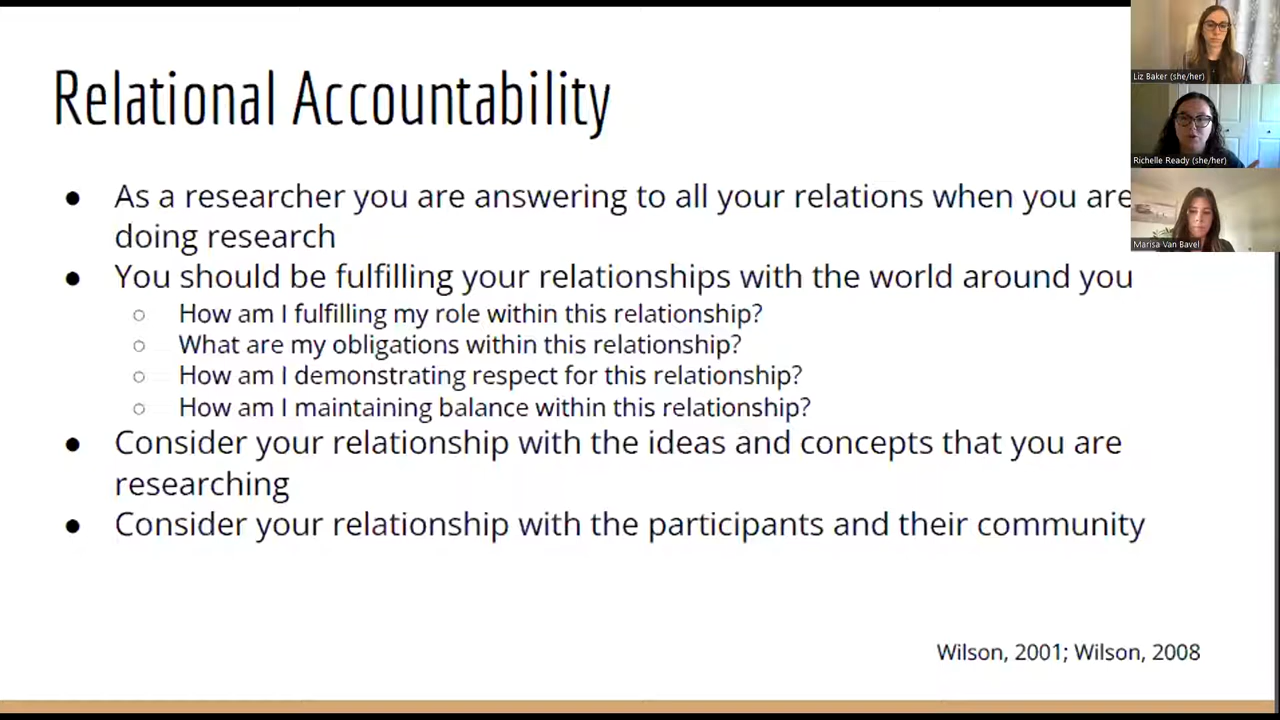 Relational Accountability
● As a researcher you are answering to all your relations when you are
doing research
● You should be fulfilling your relationships with the world around you
○ How am I fulfilling my role within this relationship?
○ What are my obligations within this relationship?
○ How am I demonstrating respect for this relationship?
○ How am I maintaining balance within this relationship?
● Consider your relationship with the ideas and concepts that you are
researching
● Consider your relationship with the participants and their community
Wilson, 2001; Wilson, 2008
Liz Baker (she/her)
Richelle Ready (she/her)
Marisa Van Bavel